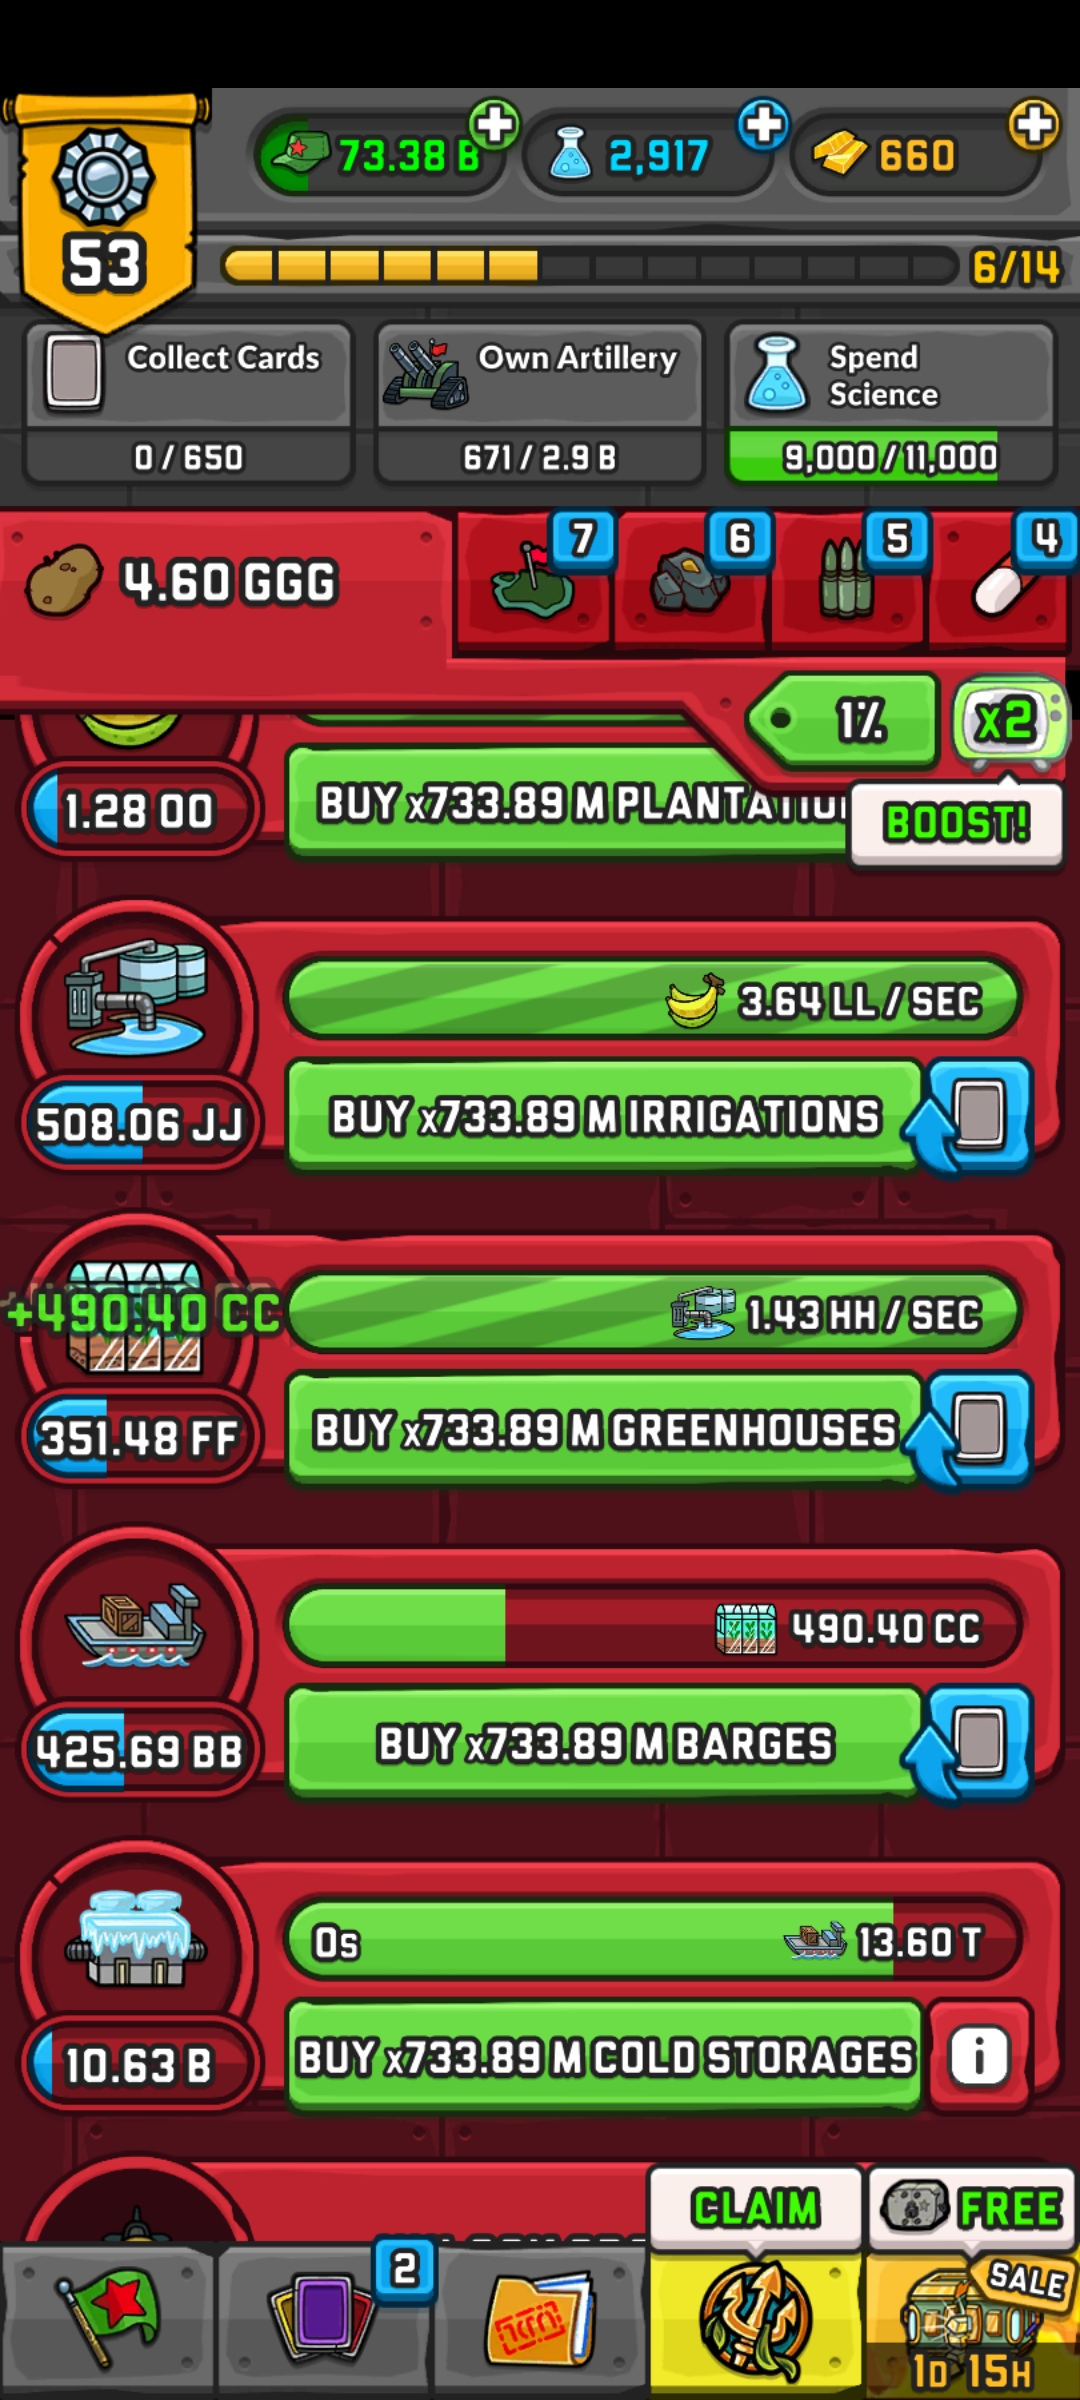 73.38 B
2,917
660
53
6/14
Collect Cards
0 / 650
Own Artillery
671 / 2.9 B
Spend
Science
9,000 / 11,000
4.60 GGG
7
6
5
4
1%
x2
BOOST!
1.28 OO
BUY x733.89 M
3.64 LL / SEC
508.06 JJ
BUY x733.89 M IRRIGATIONS
+490.40 CC
1.43 HH / SEC
351.48 FF
BUY x733.89 M GREENHOUSES
490.40 CC
425.69 BB
BUY x733.89 M BARGES
0s
13.60 T
10.63 B
BUY x733.89 M COLD STORAGES
i
CLAIM
FREE
2
SALE
1D 15H